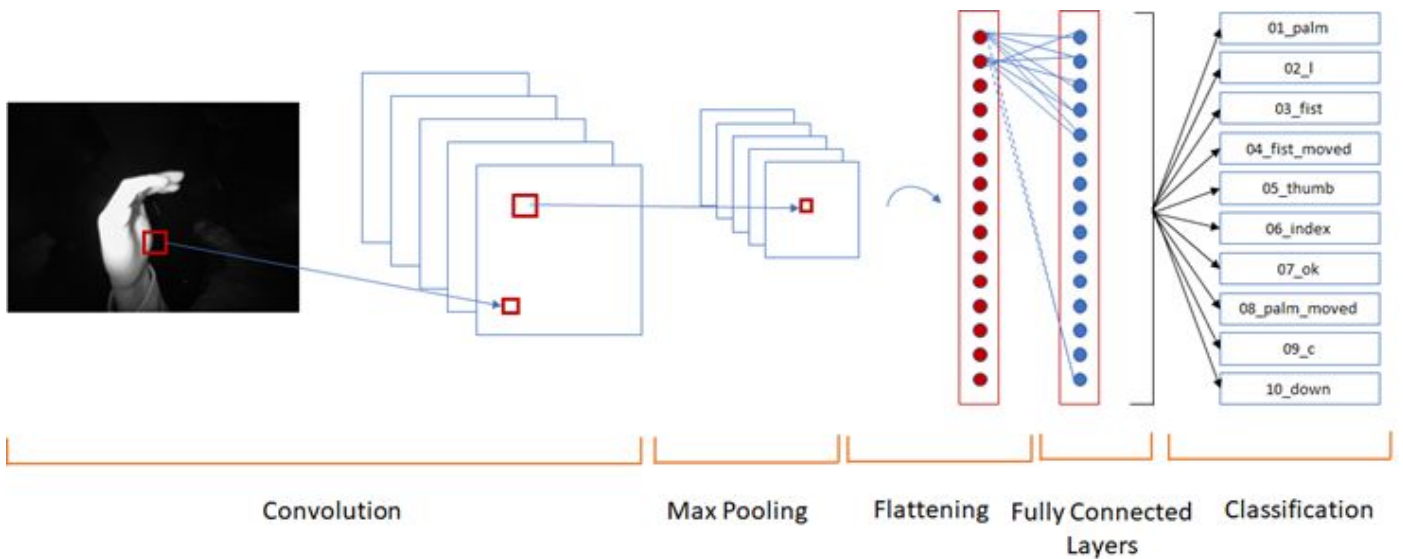 01_palm
02_l
03_fist
04_fist_moved
05_thumb
06_index
07_ok
08_palm_moved
09_c
10_down
Convolution
Max Pooling
Flattening
Fully Connected
Layers
Classification